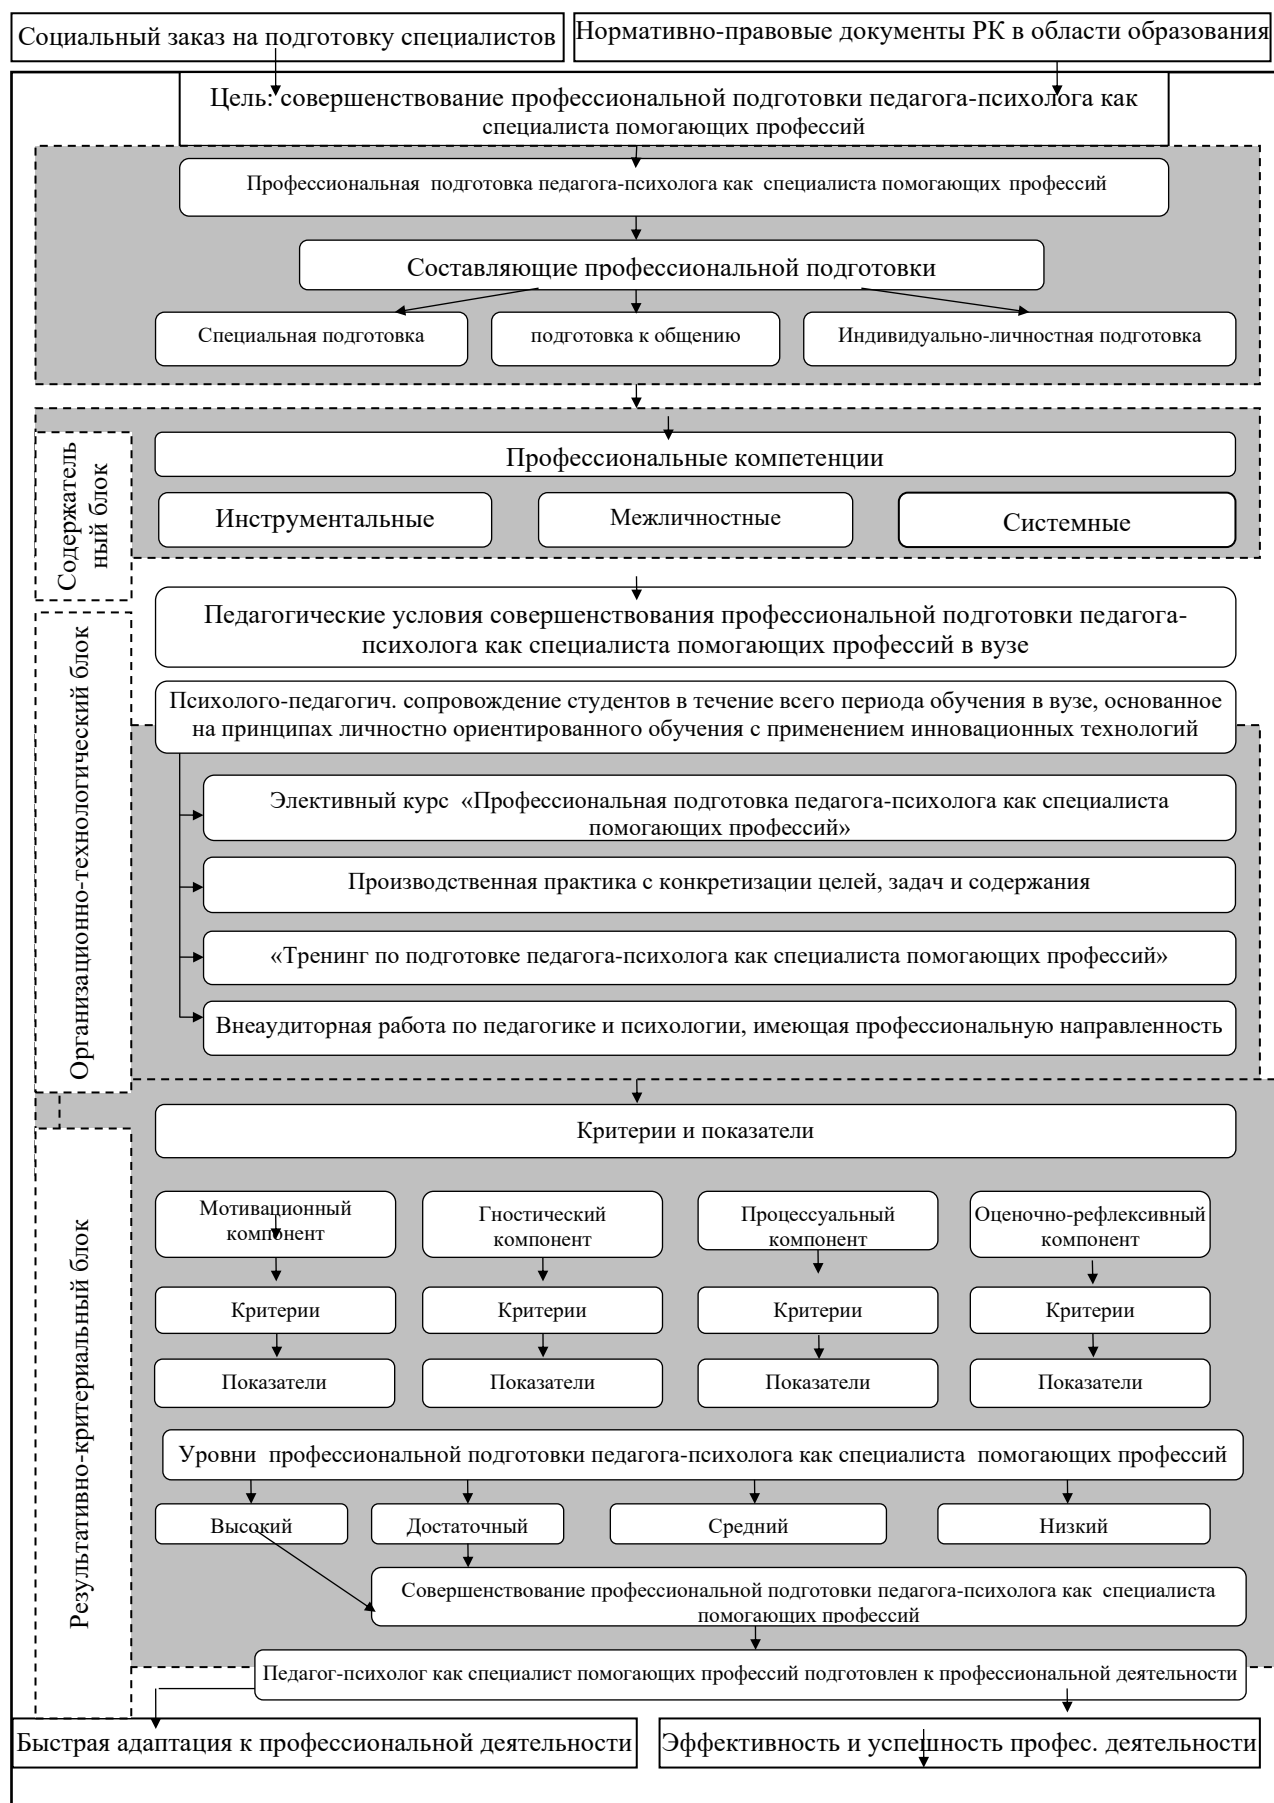 Социальный заказ на подготовку специалистов
Нормативно-правовые документы РК в области образования
Цель: совершенствование профессиональной подготовки педагога-психолога как
специалиста помогающих профессий
Профессиональная подготовка педагога-психолога как специалиста помогающих профессий
Составляющие профессиональной подготовки
Специальная подготовка
подготовка к общению
Индивидуально-личностная подготовка
Содержатель
ный блок
Профессиональные компетенции
Инструментальные
Межличностные
Системные
Организационно-технологический блок
Педагогические условия совершенствования профессиональной подготовки педагога-
психолога как специалиста помогающих профессий в вузе
Психолого-педагогич. сопровождение студентов в течение всего периода обучения в вузе, основанное
на принципах личностно ориентированного обучения с применением инновационных технологий
Элективный курс «Профессиональная подготовка педагога-психолога как специалиста
помогающих профессий»
Производственная практика с конкретизации целей, задач и содержания
«Тренинг по подготовке педагога-психолога как специалиста помогающих профессий»
Внеаудиторная работа по педагогике и психологии, имеющая профессиональную направленность
Результативно-критериальный блок
Критерии и показатели
Мотивационный
компонент
Гностический
компонент
Процессуальный
компонент
Оценочно-рефлексивный
компонент
Критерии
Критерии
Критерии
Критерии
Показатели
Показатели
Показатели
Показатели
Уровни профессиональной подготовки педагога-психолога как специалиста помогающих профессий
Высокий
Достаточный
Средний
Низкий
Совершенствование профессиональной подготовки педагога-психолога как специалиста
помогающих профессий
Педагог-психолог как специалист помогающих профессий подготовлен к профессиональной деятельности
Быстрая адаптация к профессиональной деятельности
Эффективность и успешность профес. деятельности